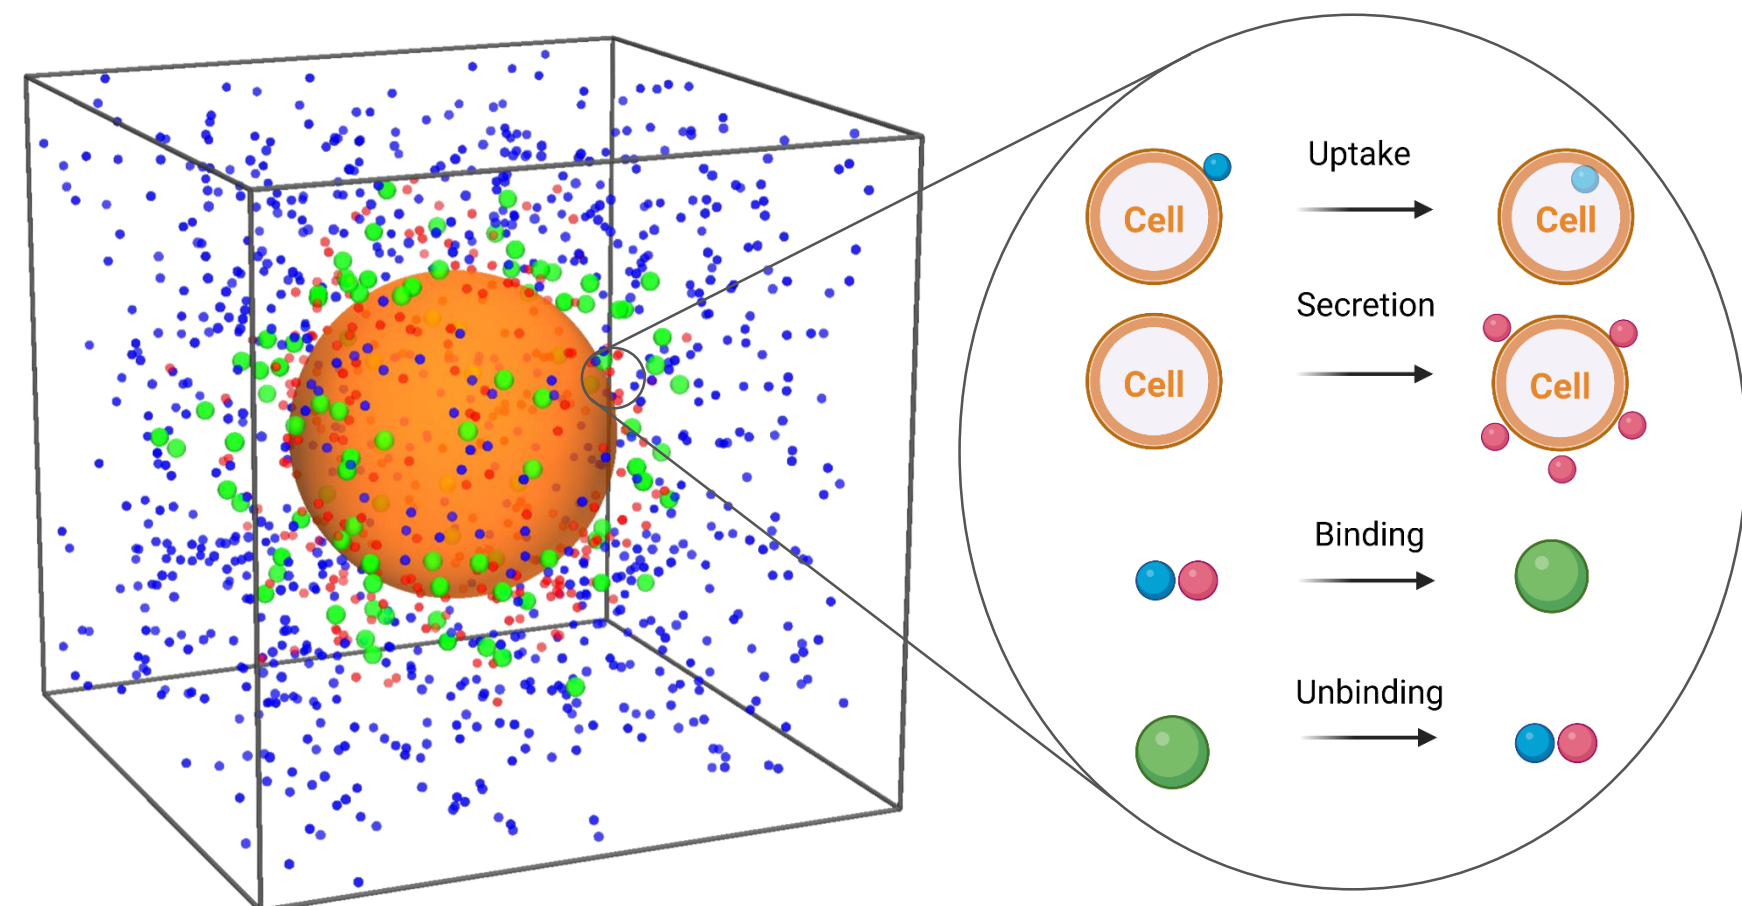 Uptake
Cell
Cell
Secretion
Cell
Cell
Binding
Unbinding